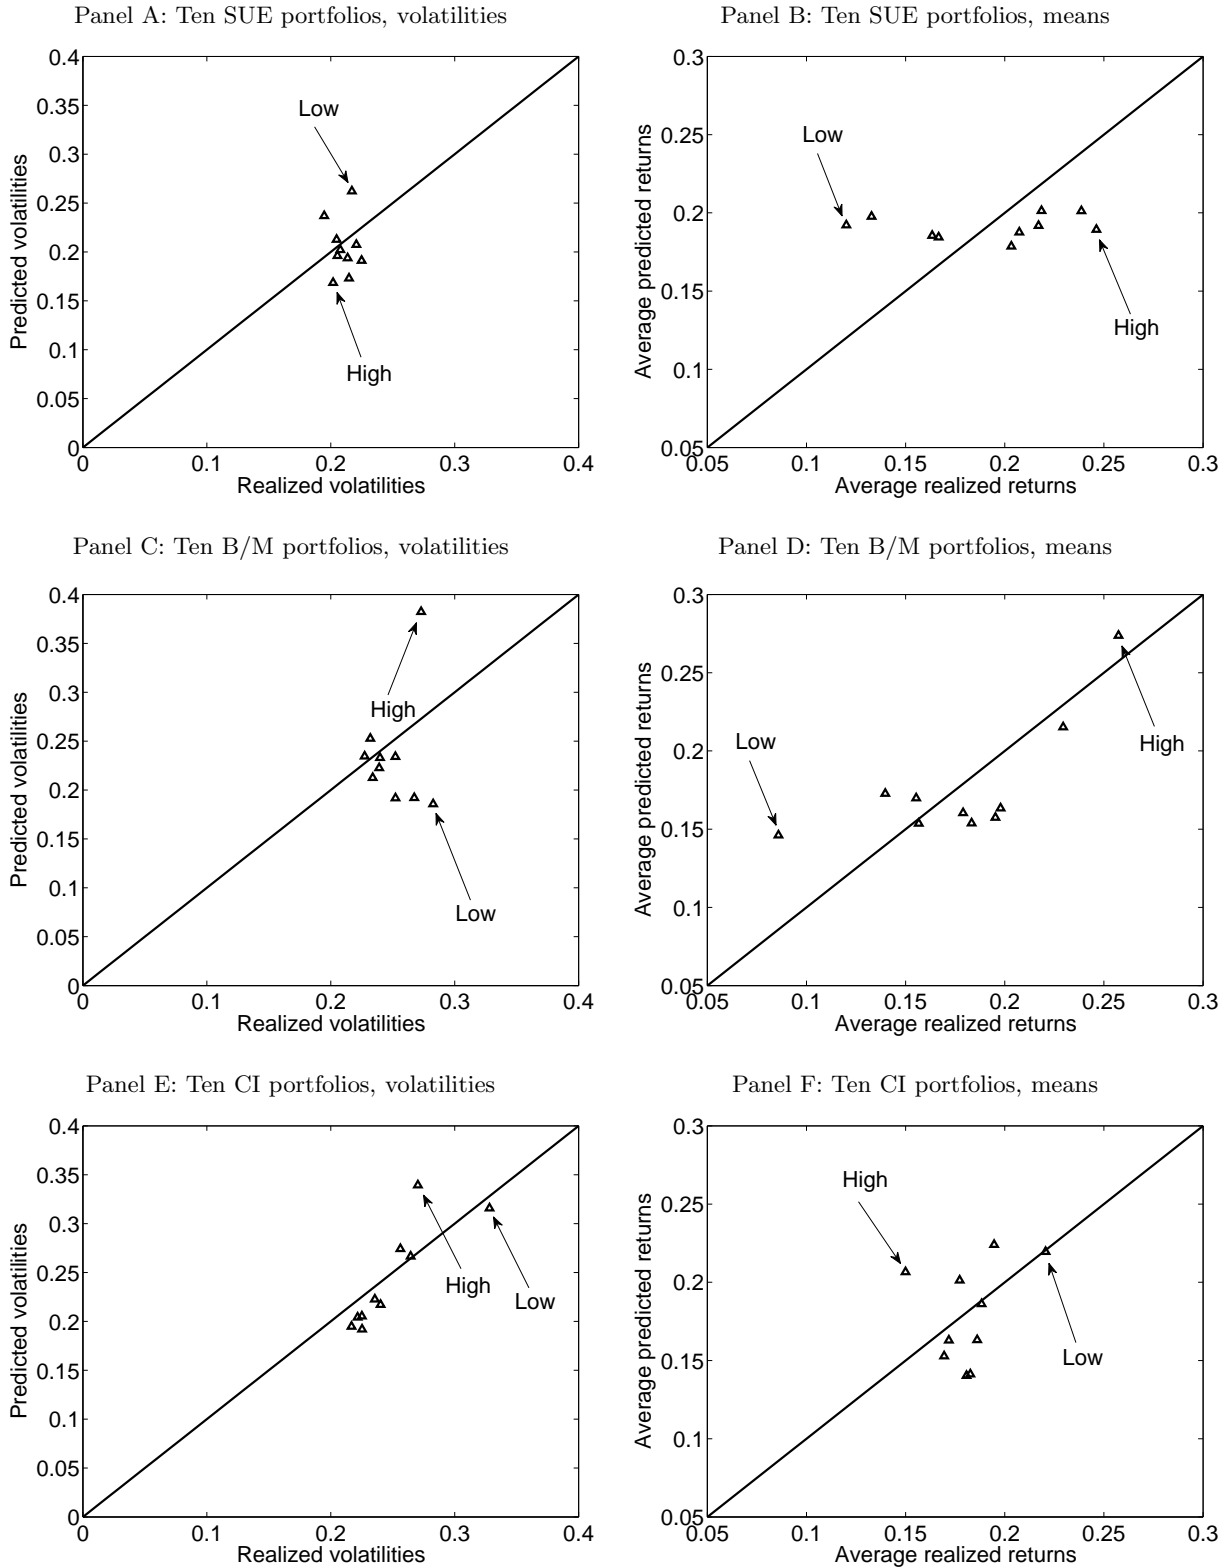 Panel A: Ten SUE portfolios, volatilities
0.4
0.35
0.3
0.25
0.2
0.15
0.1
0.05
0
Predicted volatilities
Low
High
0 0.1 0.2 0.3 0.4
Realized volatilities
Panel B: Ten SUE portfolios, means
0.3
0.25
0.2
0.15
0.1
0.05
Average predicted returns
Low
High
0.05 0.1 0.15 0.2 0.25 0.3
Average realized returns
Panel C: Ten B/M portfolios, volatilities
0.4
0.35
0.3
0.25
0.2
0.15
0.1
0.05
0
Predicted volatilities
High
Low
0 0.1 0.2 0.3 0.4
Realized volatilities
Panel D: Ten B/M portfolios, means
0.3
0.25
0.2
0.15
0.1
0.05
Average predicted returns
Low
High
0.05 0.1 0.15 0.2 0.25 0.3
Average realized returns
Panel E: Ten CI portfolios, volatilities
0.4
0.35
0.3
0.25
0.2
0.15
0.1
0.05
0
Predicted volatilities
High
Low
0 0.1 0.2 0.3 0.4
Realized volatilities
Panel F: Ten CI portfolios, means
0.3
0.25
0.2
0.15
0.1
0.05
Average predicted returns
High
Low
0.05 0.1 0.15 0.2 0.25 0.3
Average realized returns